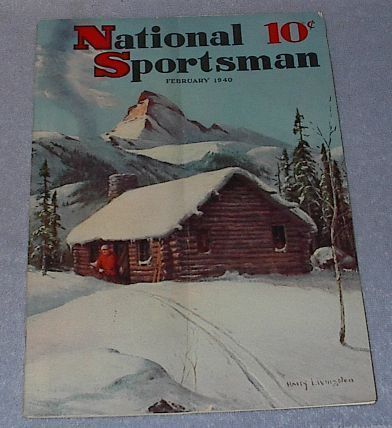 National 10¢
Sportsman
FEBRUARY 1940
Harry Livingston